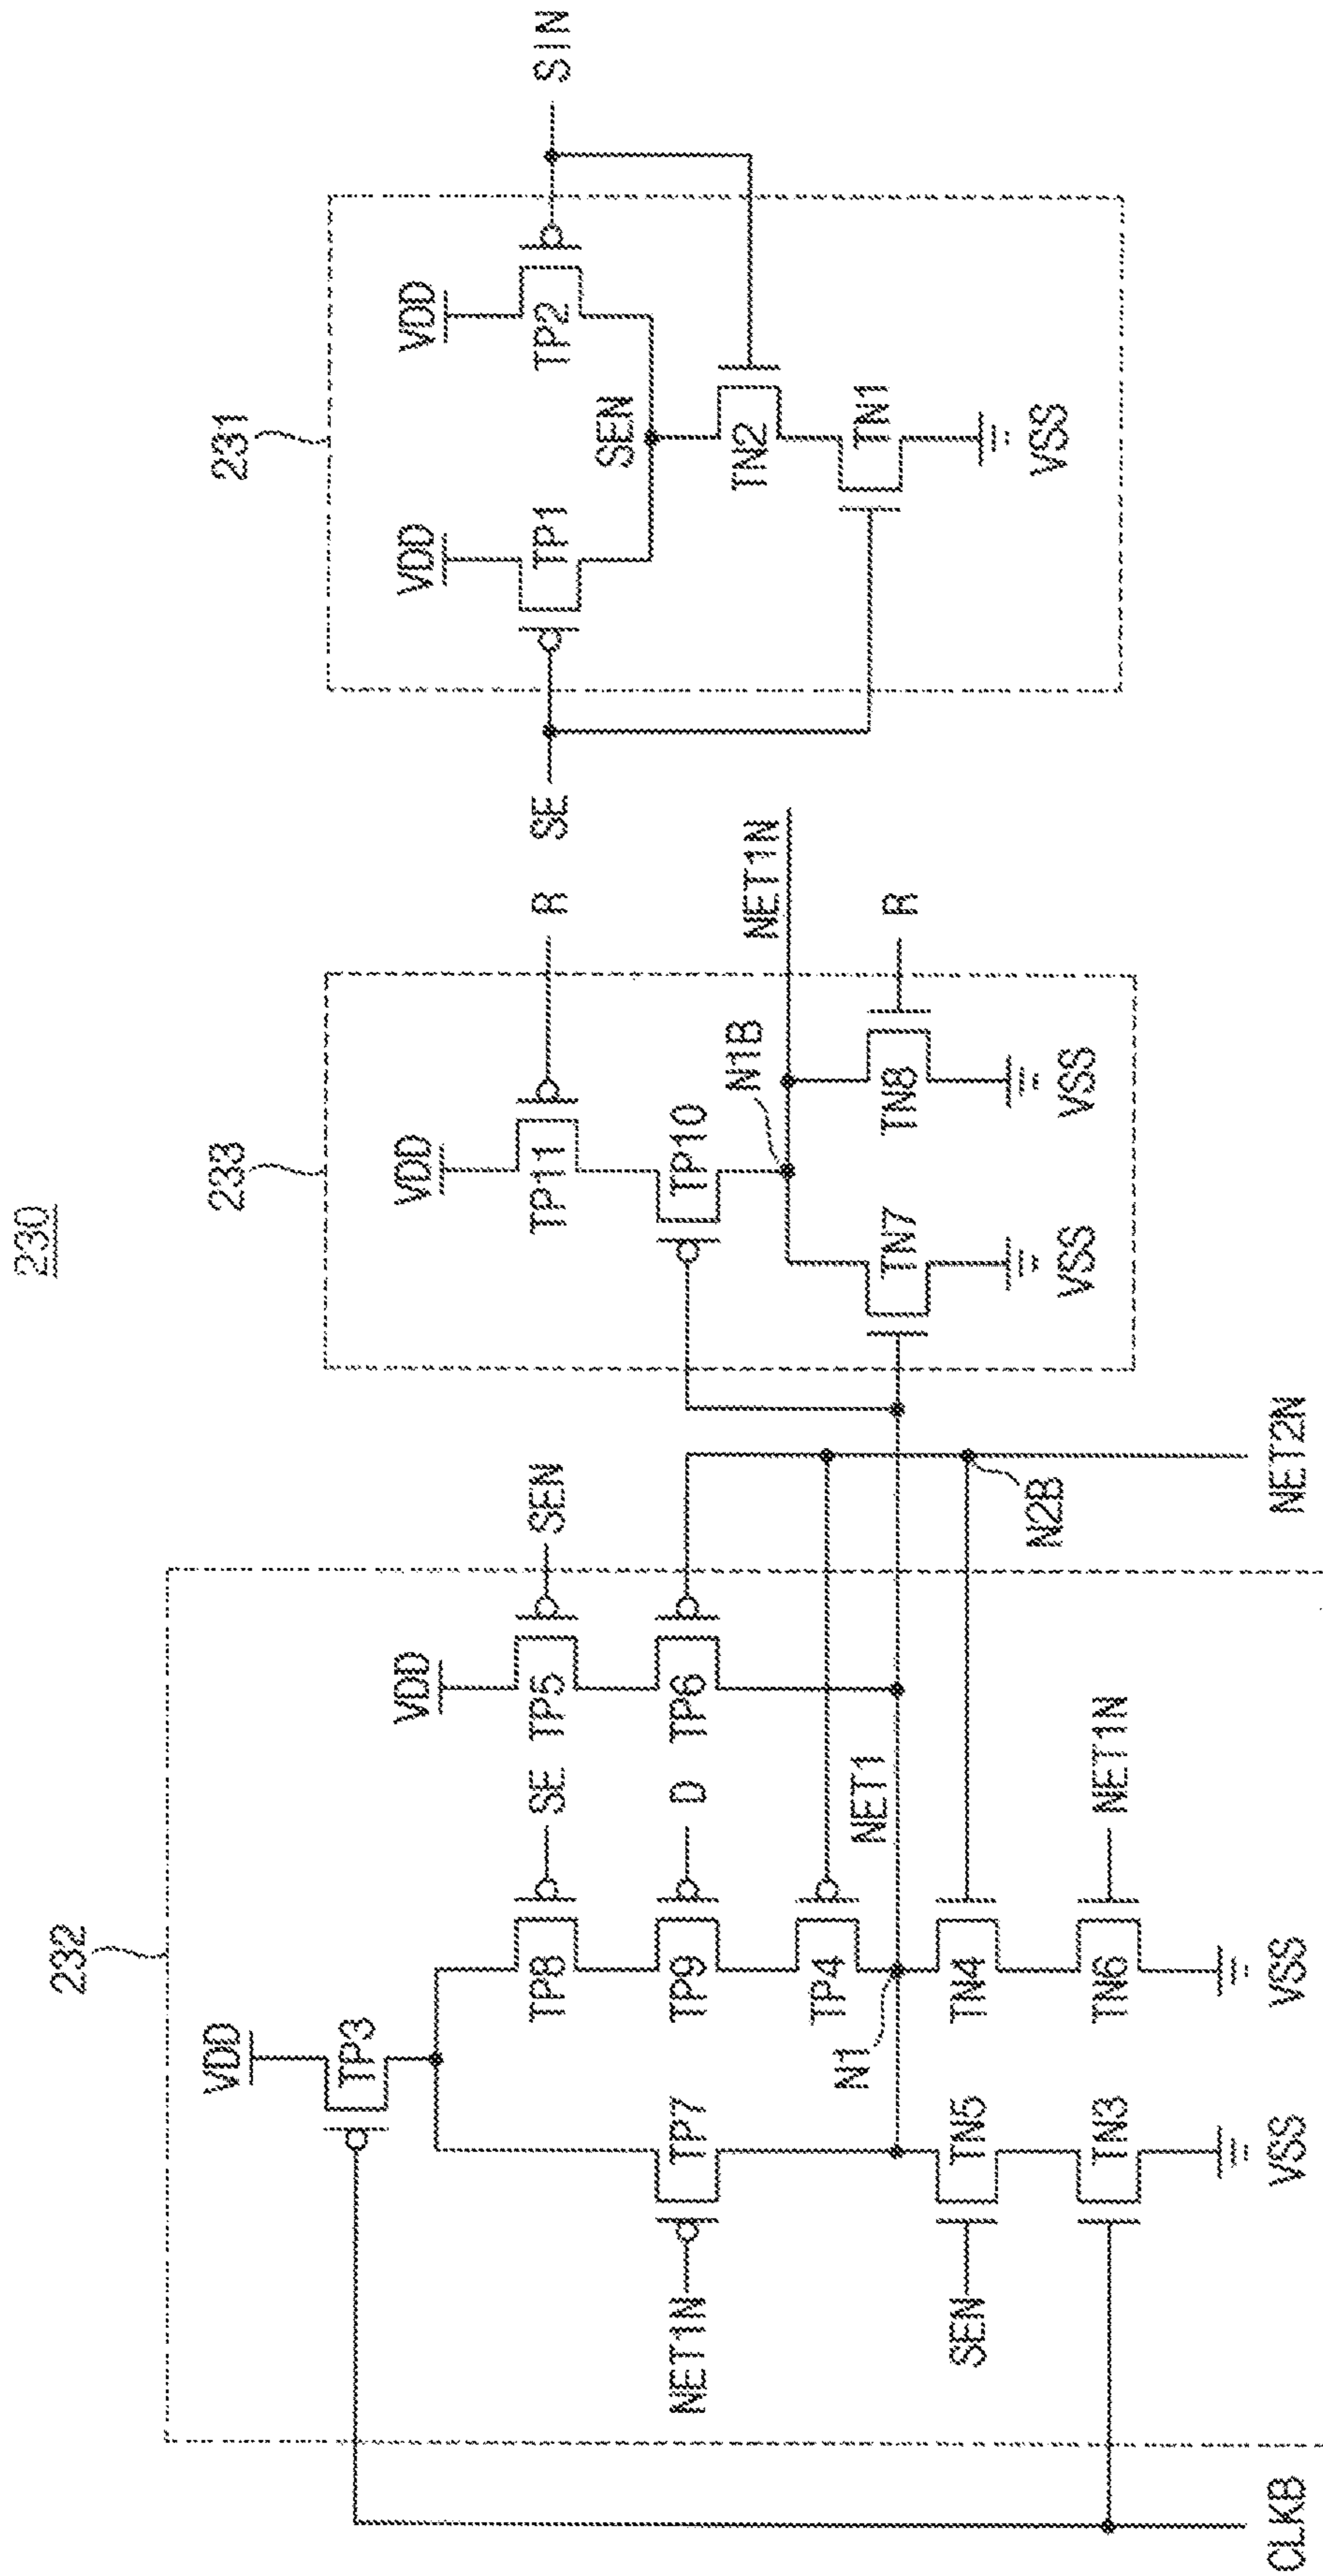 230
232
233
231
VDD
TP3
VDD
SEN
TP5
SE
TP8
D
TP9
TP6
TP7
NET1N
TP4
NET1
N1
SEN
TN5
TN4
N2B
TN3
TN6
NET1N
VSS
VSS
CLKB
NET2N
VDD
R
TP11
TP10
N1B
NET1N
TN7
TN8
R
VSS
VSS
SE
SIN
VDD
VDD
TP1
TP2
SEN
TN2
TN1
VSS